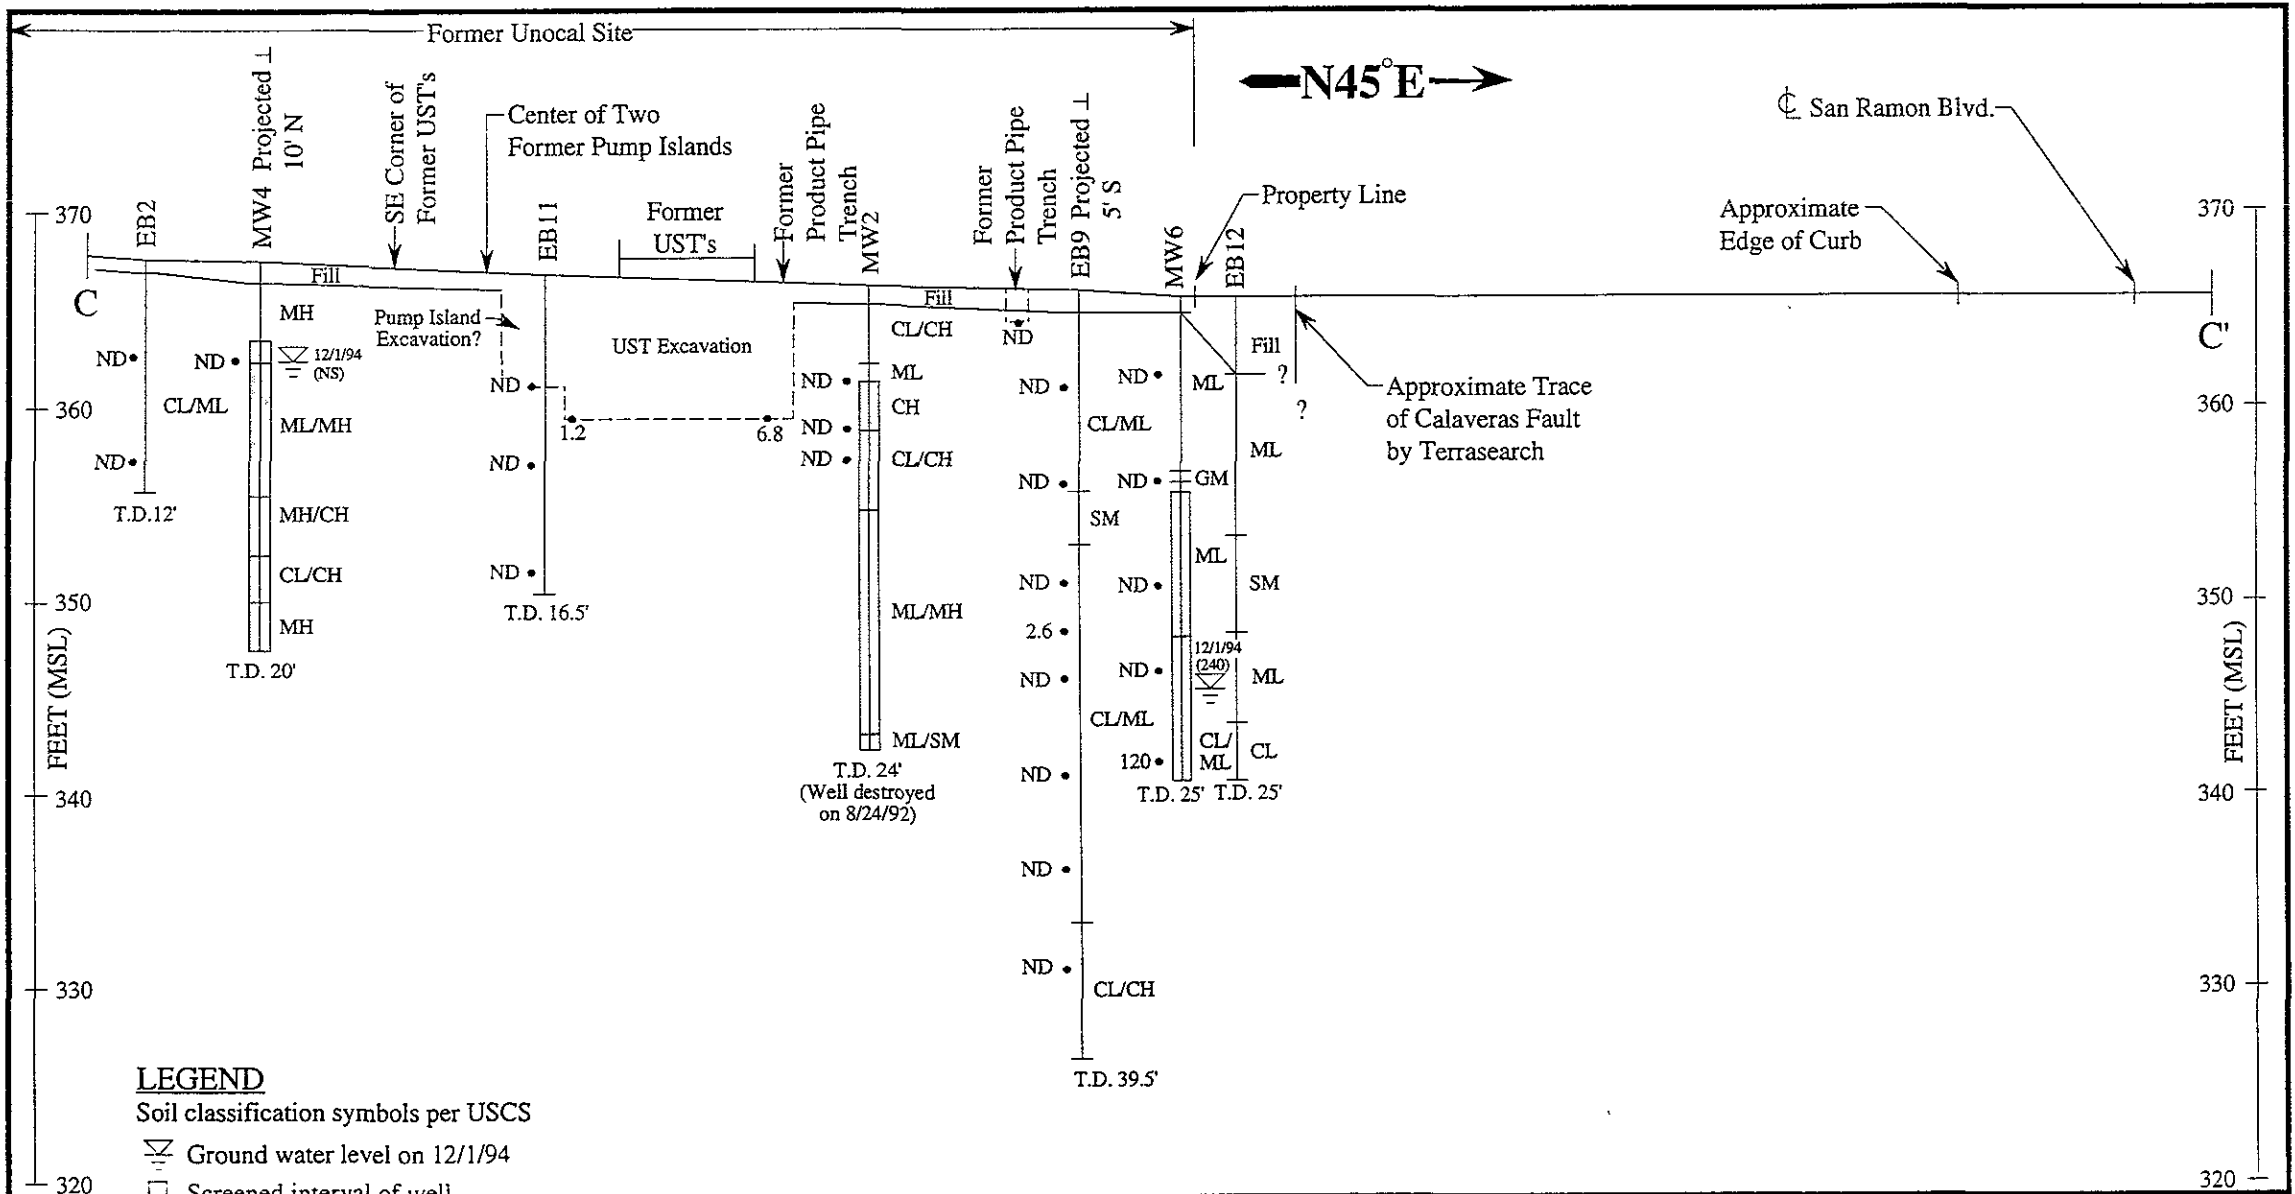 Former Unocal Site
N45°E
℄ San Ramon Blvd.
EB2
MW4 Projected ⊥
10' N
SE Corner of
Former UST's
Center of Two
Former Pump Islands
EB11
Former
UST's
Former
Product Pipe
Trench
MW2
Former
Product Pipe
Trench
EB9 Projected ⊥
5' S
MW6
EB12
Property Line
Approximate
Edge of Curb
370
370
C
C'
Fill
Fill
Fill
MH
Pump Island
Excavation?
UST Excavation
CL/CH
ND
ND
ND
12/1/94
(NS)
ML
ND
ND
ND
ND
ML
?
?
Approximate Trace
of Calaveras Fault
by Terrasearch
360
360
CL/ML
ML/MH
1.2
6.8
CH
ND
CL/ML
ML
ND
ND
ND
CL/CH
ND
ND
GM
T.D.12'
MH/CH
SM
ML
CL/CH
ND
T.D. 16.5'
ND
ND
SM
350
350
MH
ML/MH
2.6
12/1/94
(240)
T.D. 20'
ND
ND
ML
FEET (MSL)
FEET (MSL)
CL/ML
ML/SM
CL/
ML
CL
T.D. 24'
(Well destroyed
on 8/24/92)
ND
120
T.D. 25'
T.D. 25'
340
340
ND
330
330
ND
CL/CH
T.D. 39.5'
LEGEND
Soil classification symbols per USCS
Ground water level on 12/1/94
Screened interval of well
320
320